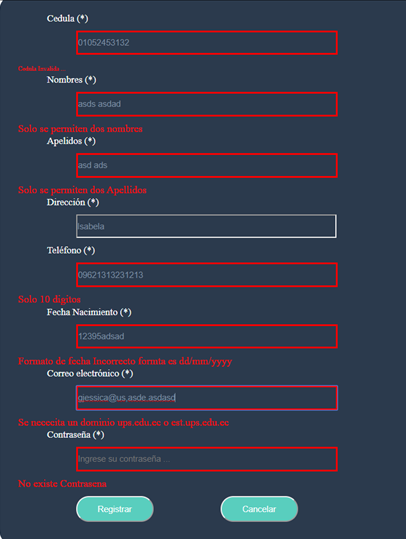 Cedula (*)
01052453132
Cedula Invalida ...
Nombres (*)
asds asdad
Solo se permiten dos nombres
Apelidos (*)
asd ads
Solo se permiten dos Apellidos
Dirección (*)
Isabela
Teléfono (*)
09621313231213
Solo 10 digitos
Fecha Nacimiento (*)
12395adsad
Formato de fecha Incorrecto formta es dd/mm/yyyy
Correo electrónico (*)
gjessica@us,asde.asdasd
Se nececita un dominio ups.edu.ec o est.ups.edu.ec
Contraseña (*)
Ingrese su contraseña ...
No existe Contrasena
Registrar
Cancelar